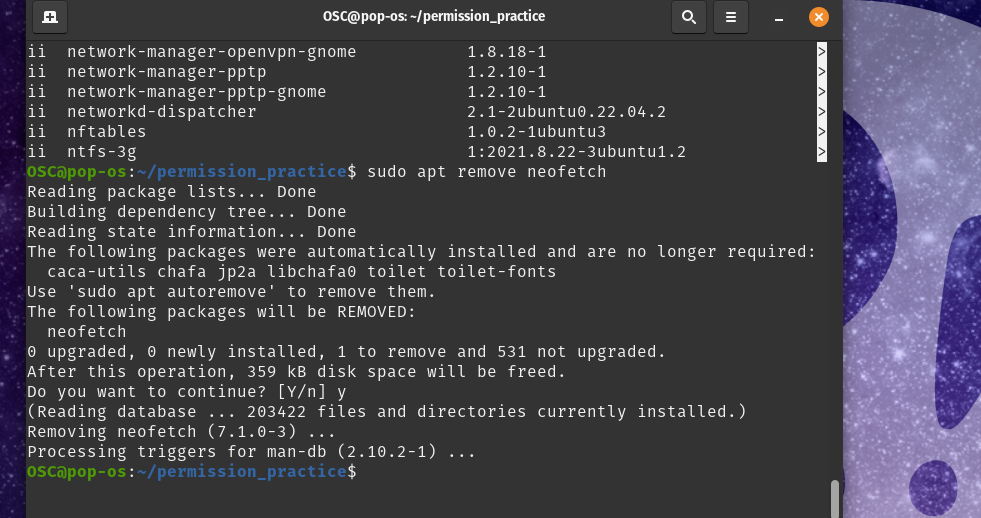 OSC@pop-os: ~/permission_practice
ii  network-manager-openvpn-gnome           1.8.18-1                           >
ii  network-manager-pptp                    1.2.10-1                           >
ii  network-manager-pptp-gnome              1.2.10-1                           >
ii  networkd-dispatcher                     2.1-2ubuntu0.22.04.2               >
ii  nftables                                1.0.2-1ubuntu3                     >
ii  ntfs-3g                                 1:2021.8.22-3ubuntu1.2             >
OSC@pop-os:~/permission_practice$ sudo apt remove neofetch
Reading package lists... Done
Building dependency tree... Done
Reading state information... Done
The following packages were automatically installed and are no longer required:
  caca-utils chafa jp2a libchafa0 toilet toilet-fonts
Use 'sudo apt autoremove' to remove them.
The following packages will be REMOVED:
  neofetch
0 upgraded, 0 newly installed, 1 to remove and 531 not upgraded.
After this operation, 359 kB disk space will be freed.
Do you want to continue? [Y/n] y
(Reading database ... 203422 files and directories currently installed.)
Removing neofetch (7.1.0-3) ...
Processing triggers for man-db (2.10.2-1) ...
OSC@pop-os:~/permission_practice$